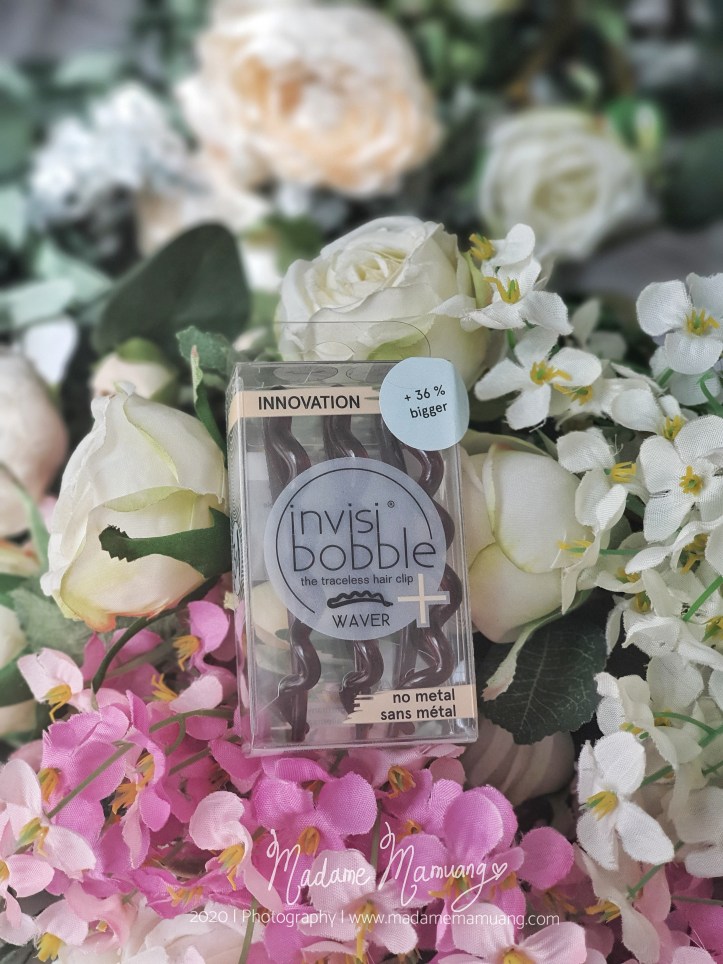 INNOVATION
+ 36 %
bigger
invisi®
bobble
the traceless hair clip
+
WAVER
no metal
sans métal
Madame Mamuang
2020 | Photography | www.madamemamuang.com